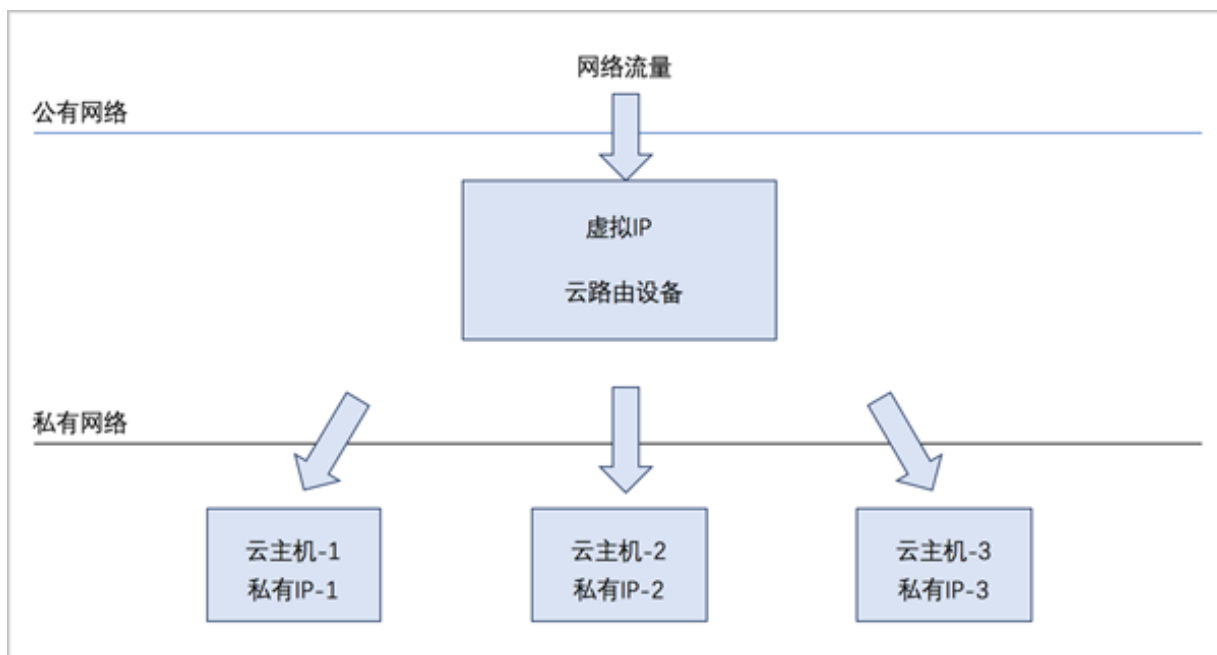 网络流量
公有网络
虚拟IP
云路由设备
私有网络
云主机-1
私有IP-1
云主机-2
私有IP-2
云主机-3
私有IP-3